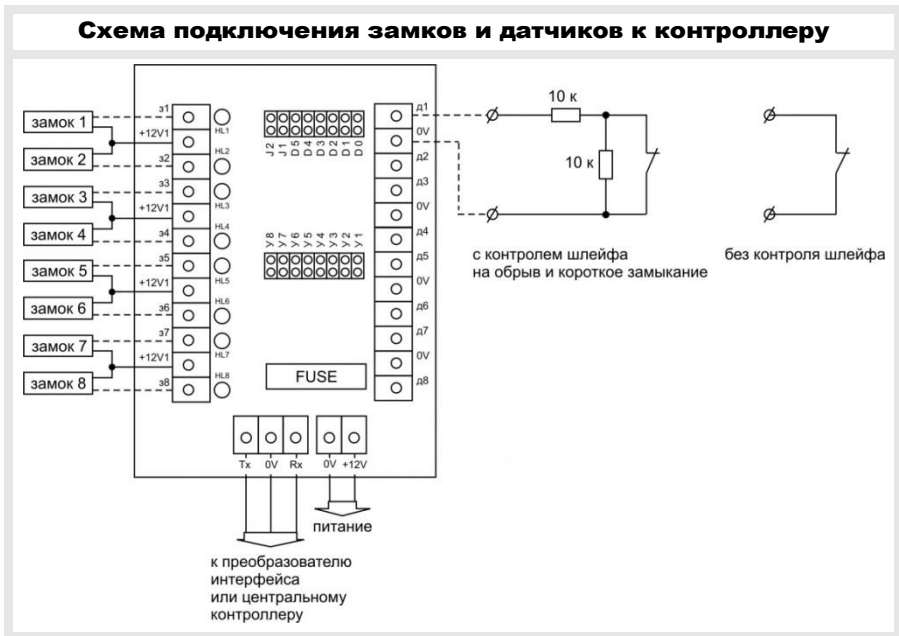 Схема подключения замков и датчиков к контроллеру
замок 1
замок 2
замок 3
замок 4
замок 5
замок 6
замок 7
замок 8
з1
+12V1
з2
з3
+12V1
з4
з5
+12V1
з6
з7
+12V1
з8
HL1
HL2
HL3
HL4
HL5
HL6
HL7
HL8
J2 J1 D5 D4 D3 D2 D1 D0
У8 У7 У6 У5 У4 У3 У2 У1
FUSE
д1
0V
д2
д3
0V
д4
д5
0V
д6
д7
0V
д8
Tx 0V Rx 0V +12V
питание
к преобразователю
интерфейса
или центральному
контроллеру
10 к
10 к
с контролем шлейфа
на обрыв и короткое замыкание
без контроля шлейфа